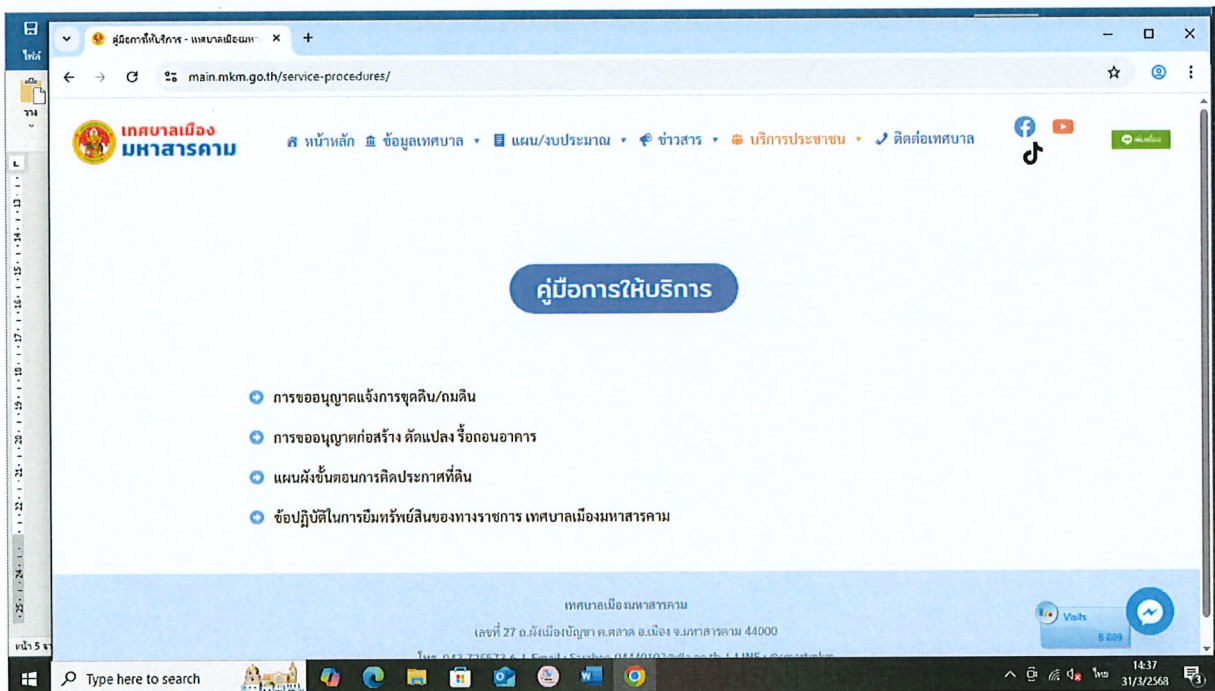 ไฟล์
วาง
คู่มือการให้บริการ - เทศบาลเมืองมหา
main.mkm.go.th/service-procedures/
เทศบาลเมือง
มหาสารคาม
หน้าหลัก ข้อมูลเทศบาล แผน/งบประมาณ ข่าวสาร บริการประชาชน ติดต่อเทศบาล
คู่มือการให้บริการ
การขออนุญาตแจ้งการขุดดิน/ถมดิน
การขออนุญาตก่อสร้าง ดัดแปลง รื้อถอนอาคาร
แผนผังขั้นตอนการติดประกาศที่ดิน
ข้อปฏิบัติในการยืมทรัพย์สินของทางราชการ เทศบาลเมืองมหาสารคาม
เทศบาลเมืองมหาสารคาม
เลขที่ 27 ถ.ผังเมืองบัญชา ต.ตลาด อ.เมือง จ.มหาสารคาม 44000
Visits
หน้า 5
Type here to search
ไทย
14:37
31/3/2568